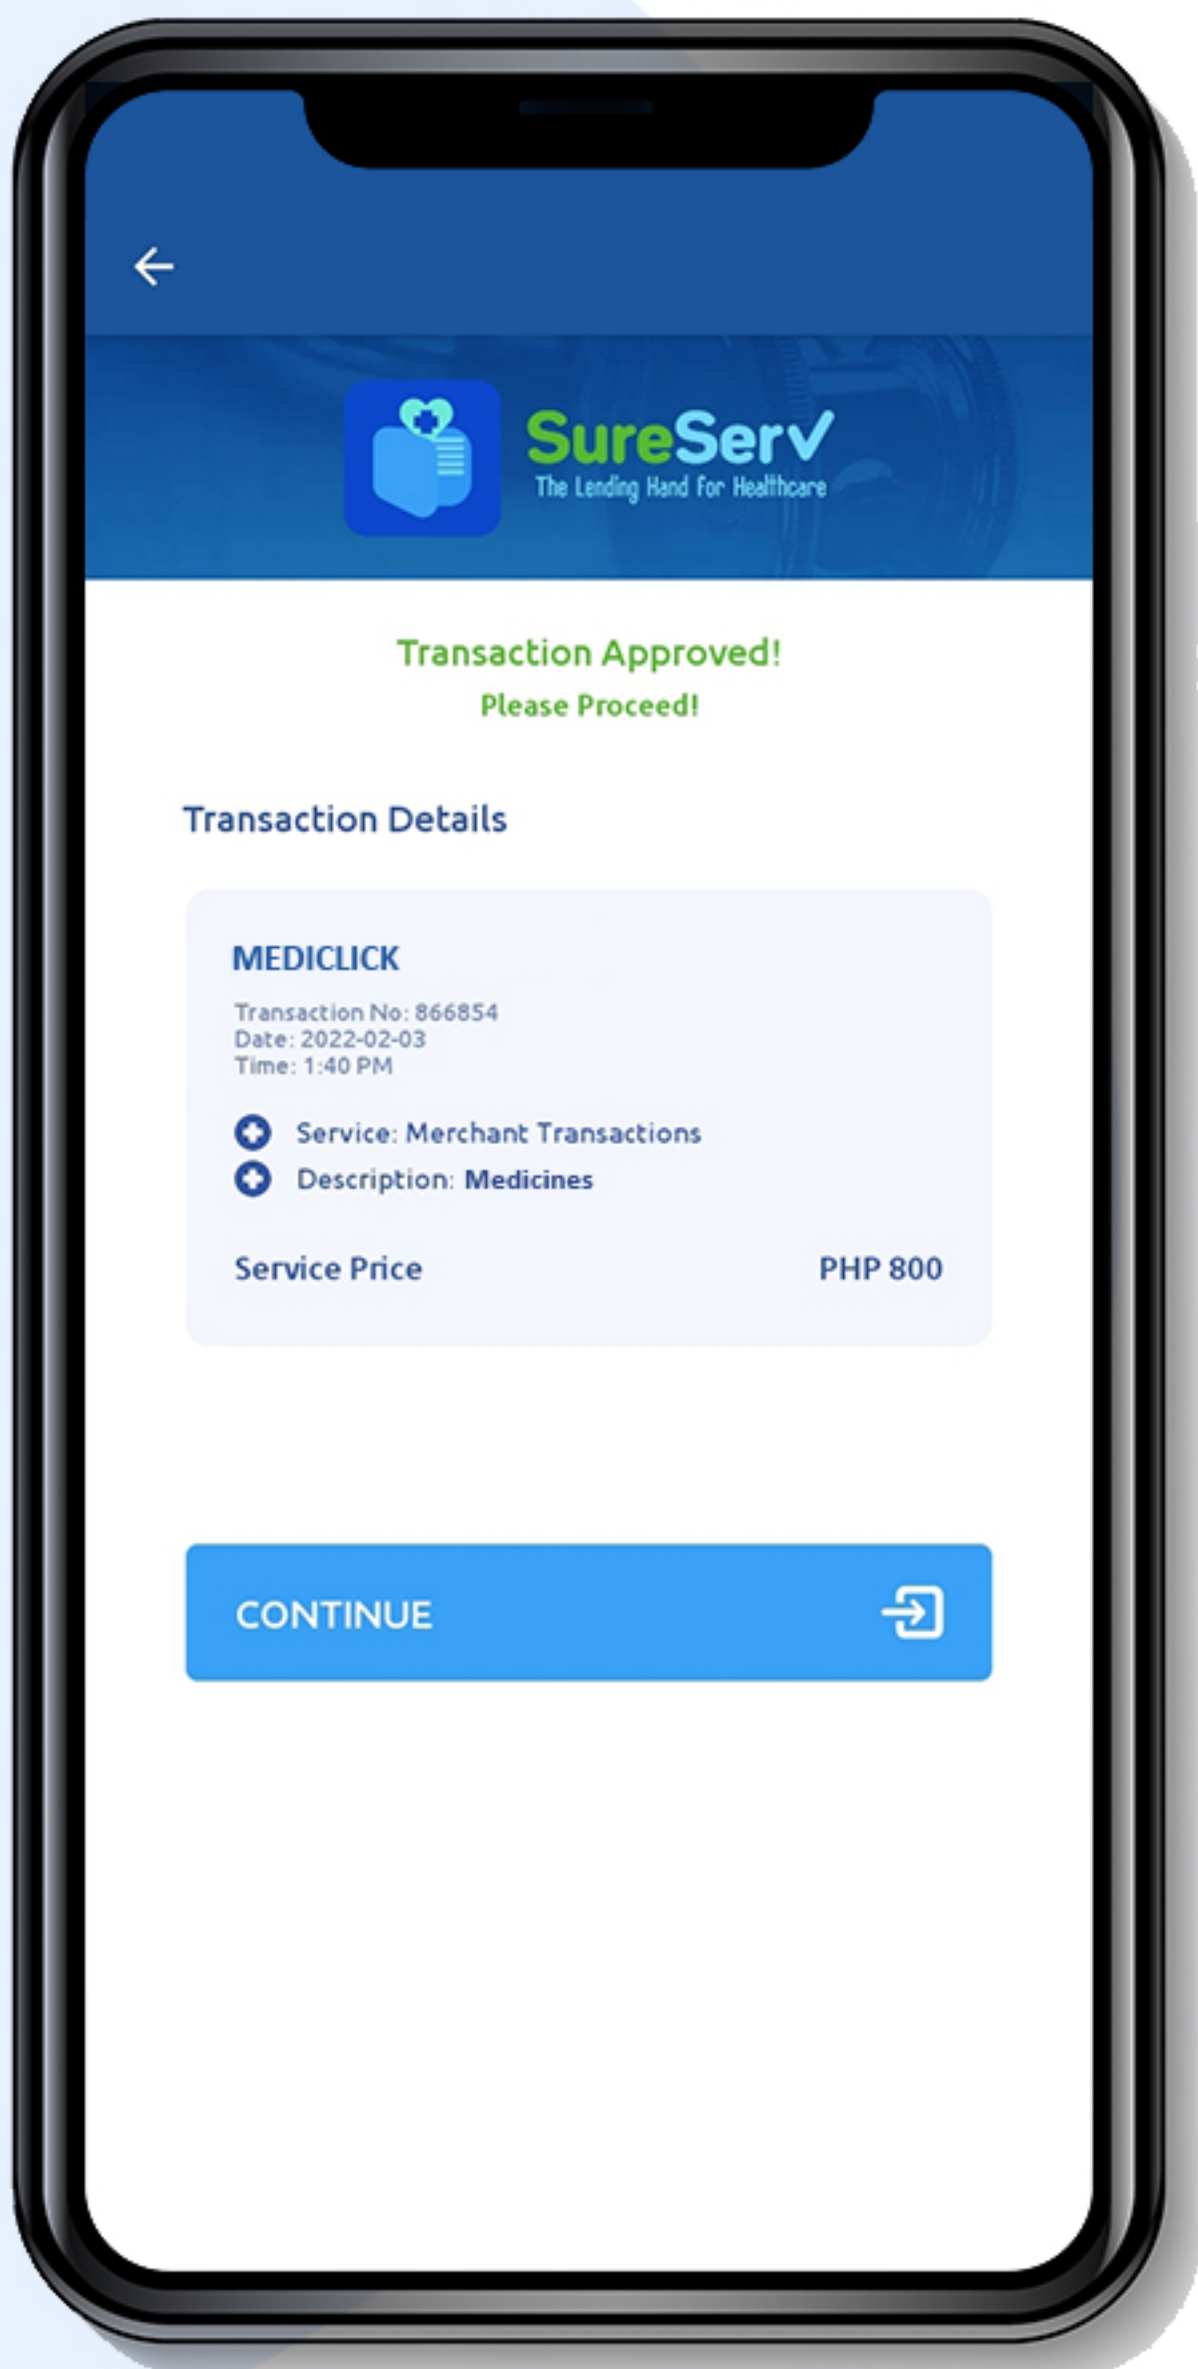 SureServ
The Lending Hand for Healthcare
Transaction Approved!
Please Proceed!
Transaction Details
MEDICLICK
Transaction No: 866854
Date: 2022-02-03
Time: 1:40 PM
Service: Merchant Transactions
Description: Medicines
Service Price PHP 800
CONTINUE